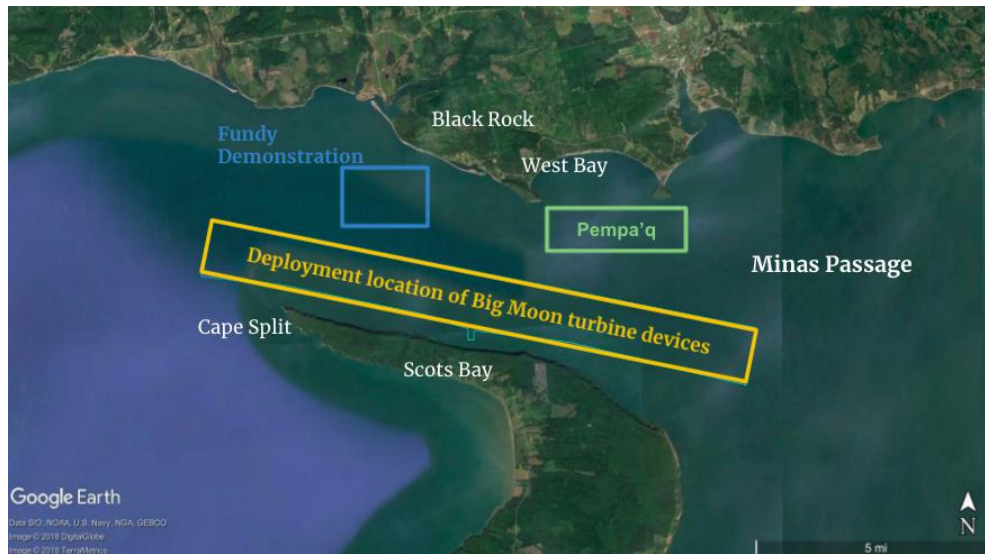 Black Rock
Fundy
Demonstration
West Bay
Pempa'q
Deployment location of Big Moon turbine devices
Minas Passage
Cape Split
Scots Bay
Google Earth
Data SIO, NOAA, U.S. Navy, NGA, GEBCO
Image © 2018 DigitalGlobe
Image © 2018 TerraMetrics
N
5 mi